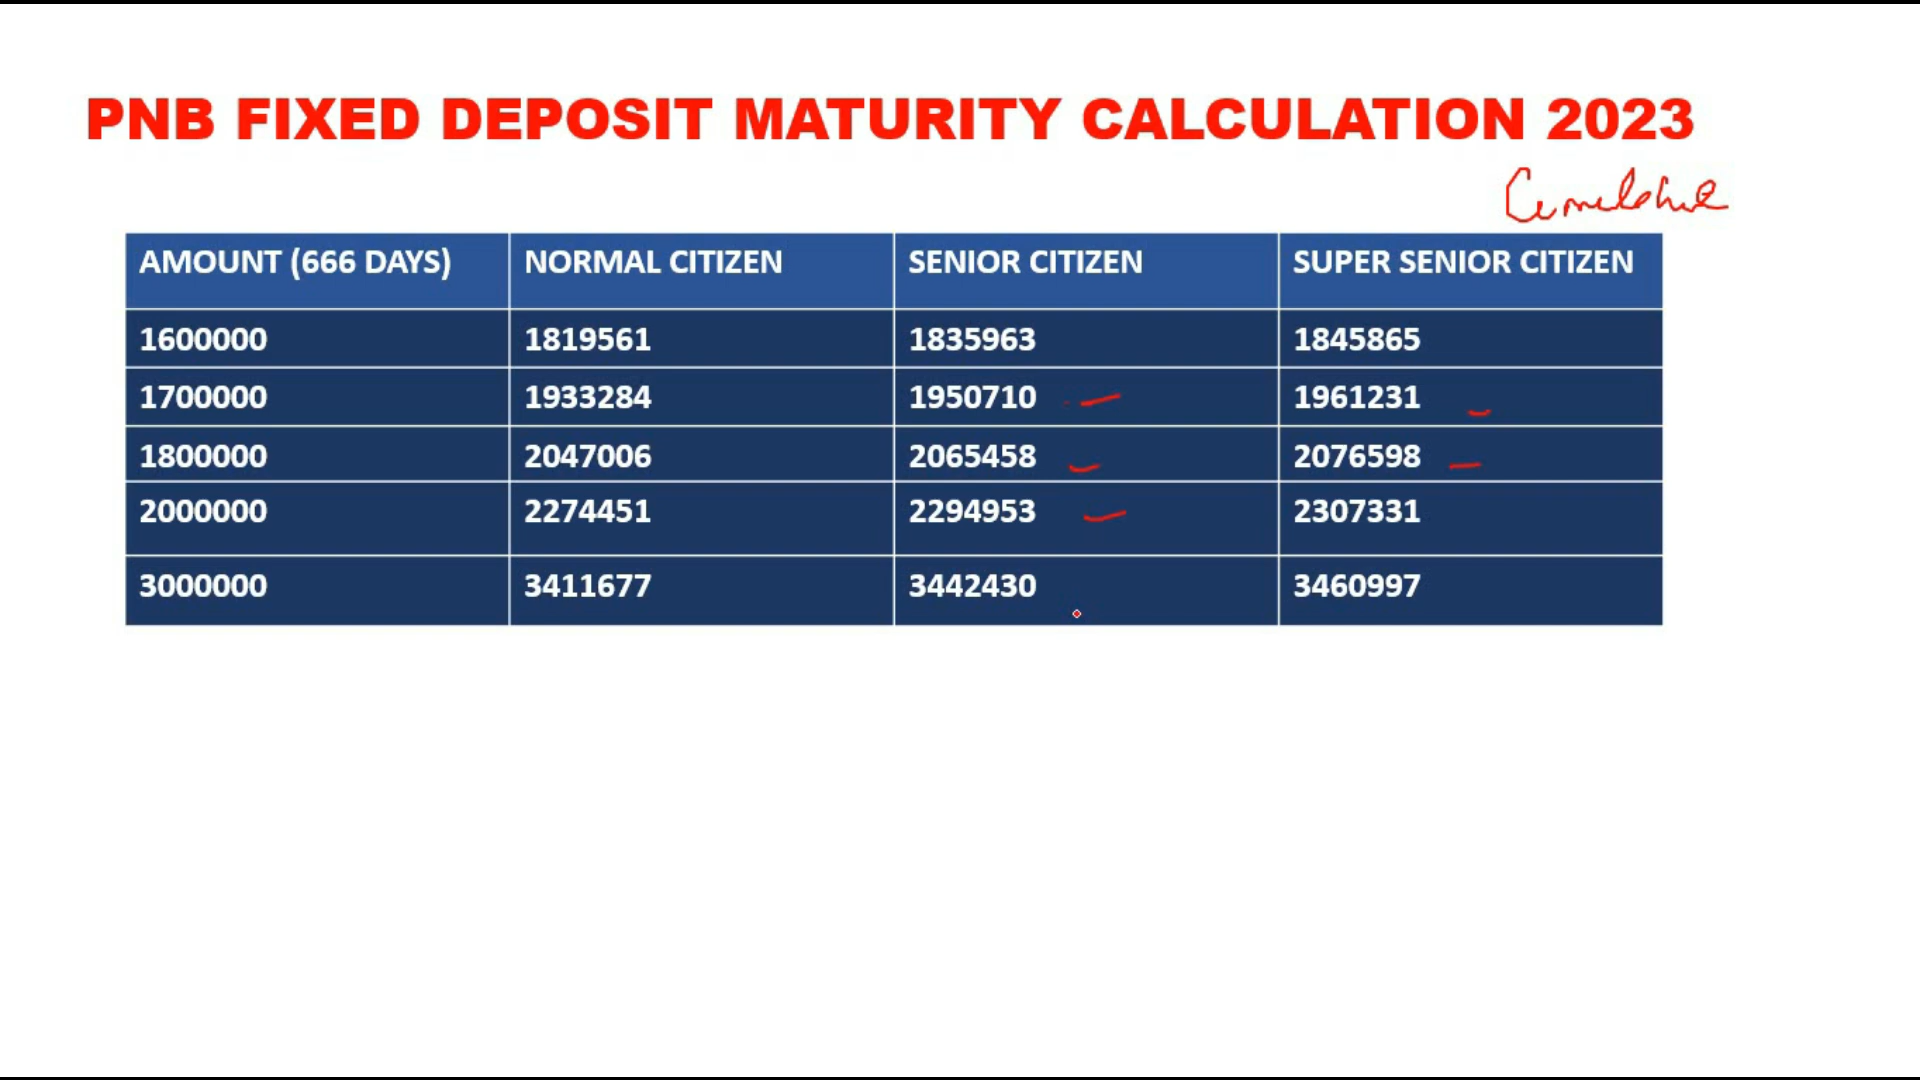 PNB FIXED DEPOSIT MATURITY CALCULATION 2023
Cumulative
AMOUNT (666 DAYS) NORMAL CITIZEN SENIOR CITIZEN SUPER SENIOR CITIZEN
1600000 1819561 1835963 1845865
1700000 1933284 1950710 1961231
1800000 2047006 2065458 2076598
2000000 2274451 2294953 2307331
3000000 3411677 3442430 3460997